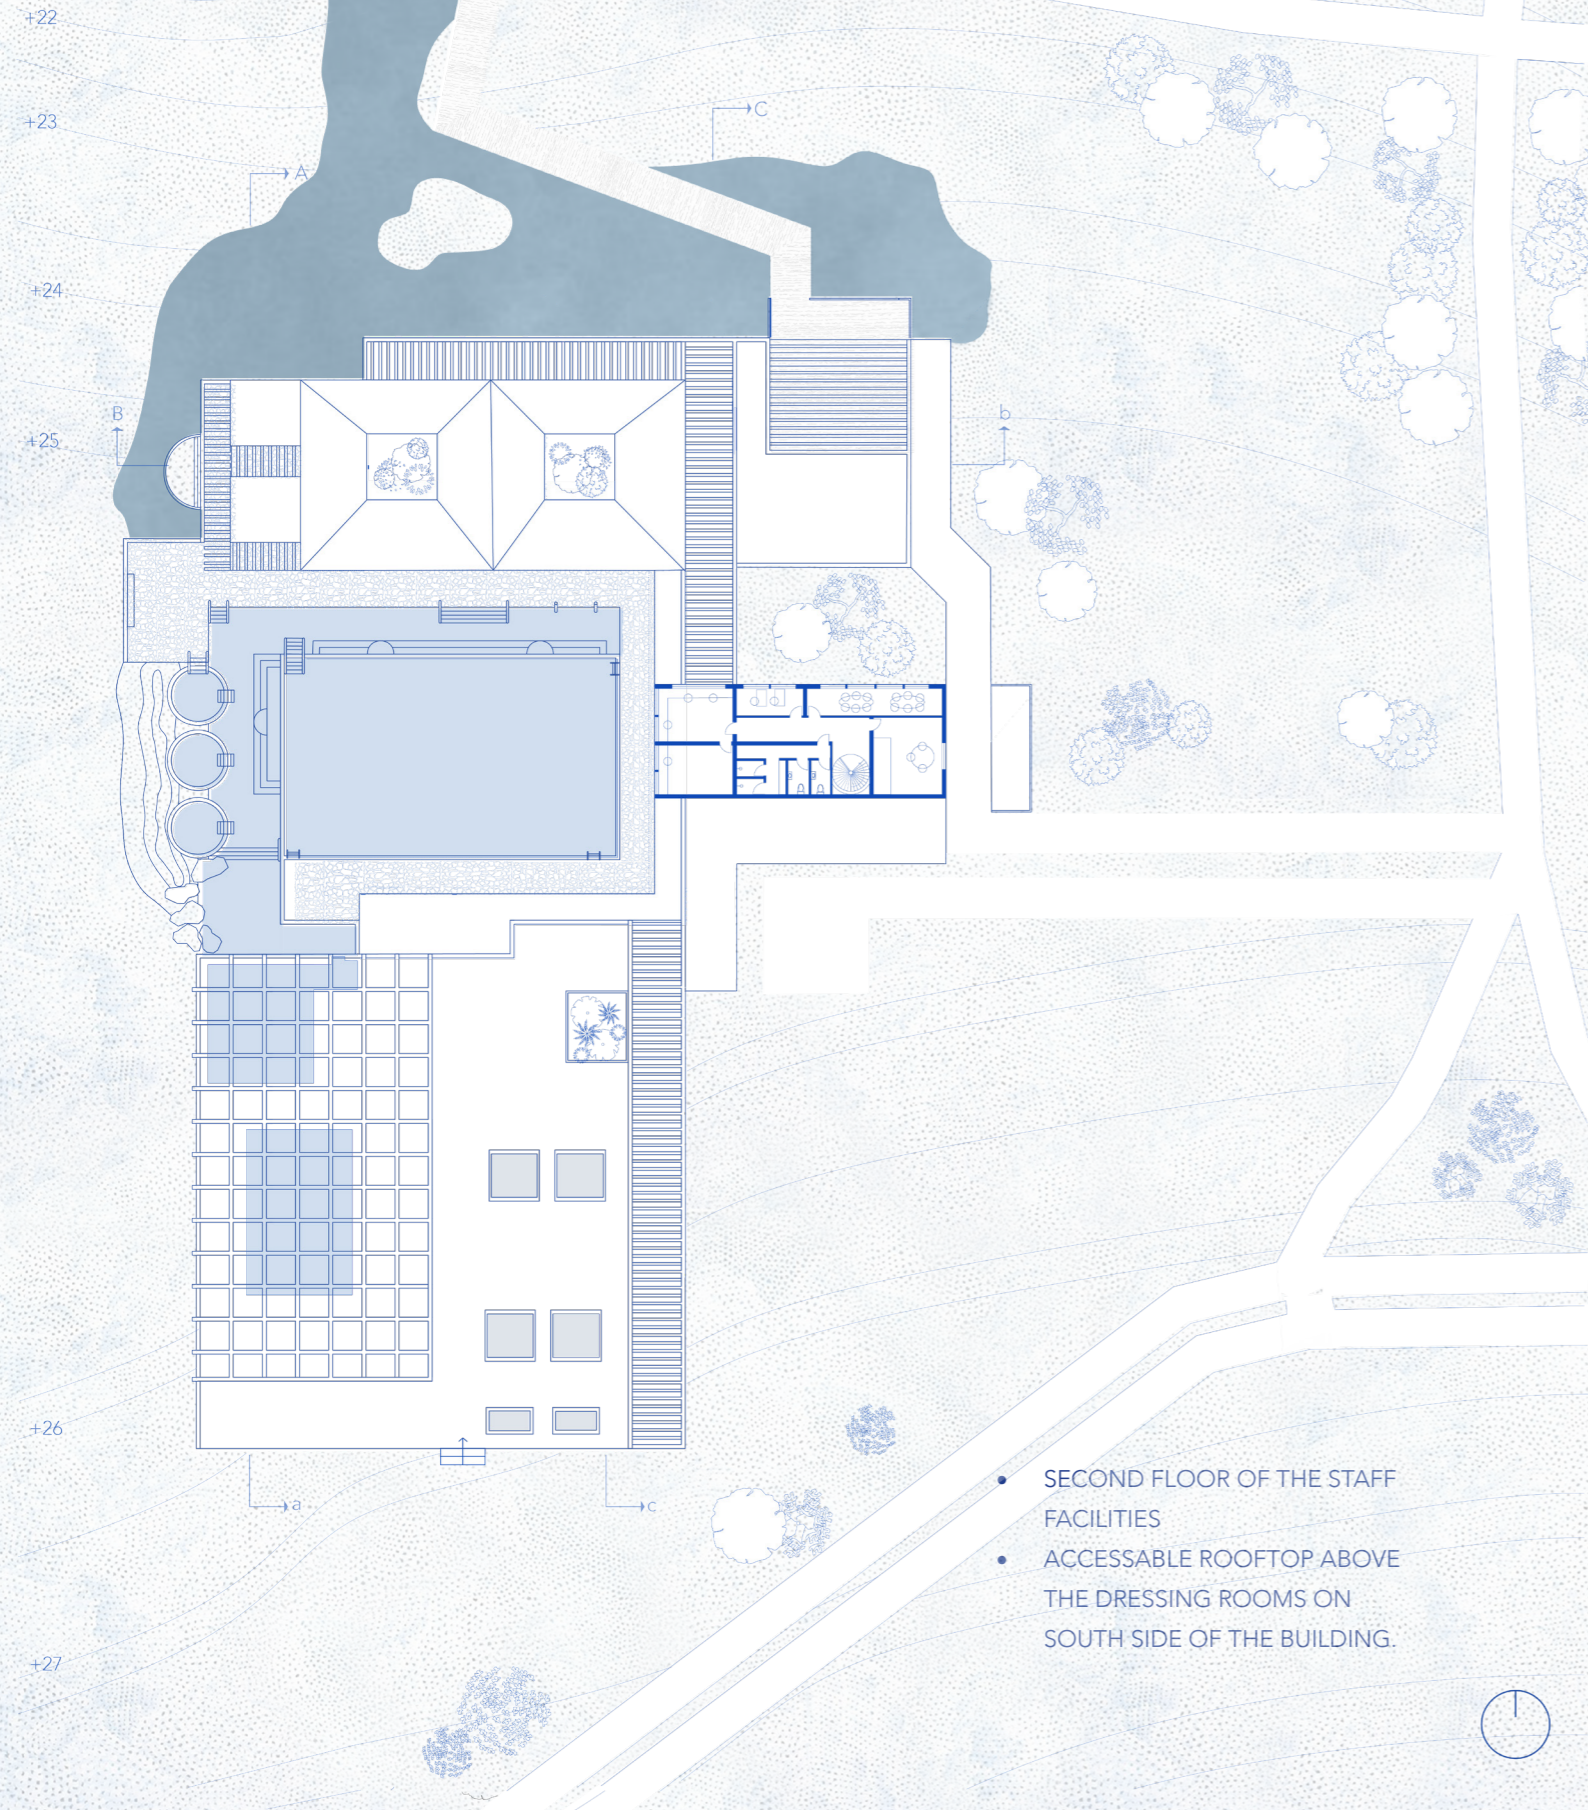 +22
+23
C
A
+24
B
b
+25
+26
a
c
• SECOND FLOOR OF THE STAFF
FACILITIES
• ACCESSABLE ROOFTOP ABOVE
THE DRESSING ROOMS ON
SOUTH SIDE OF THE BUILDING.
+27